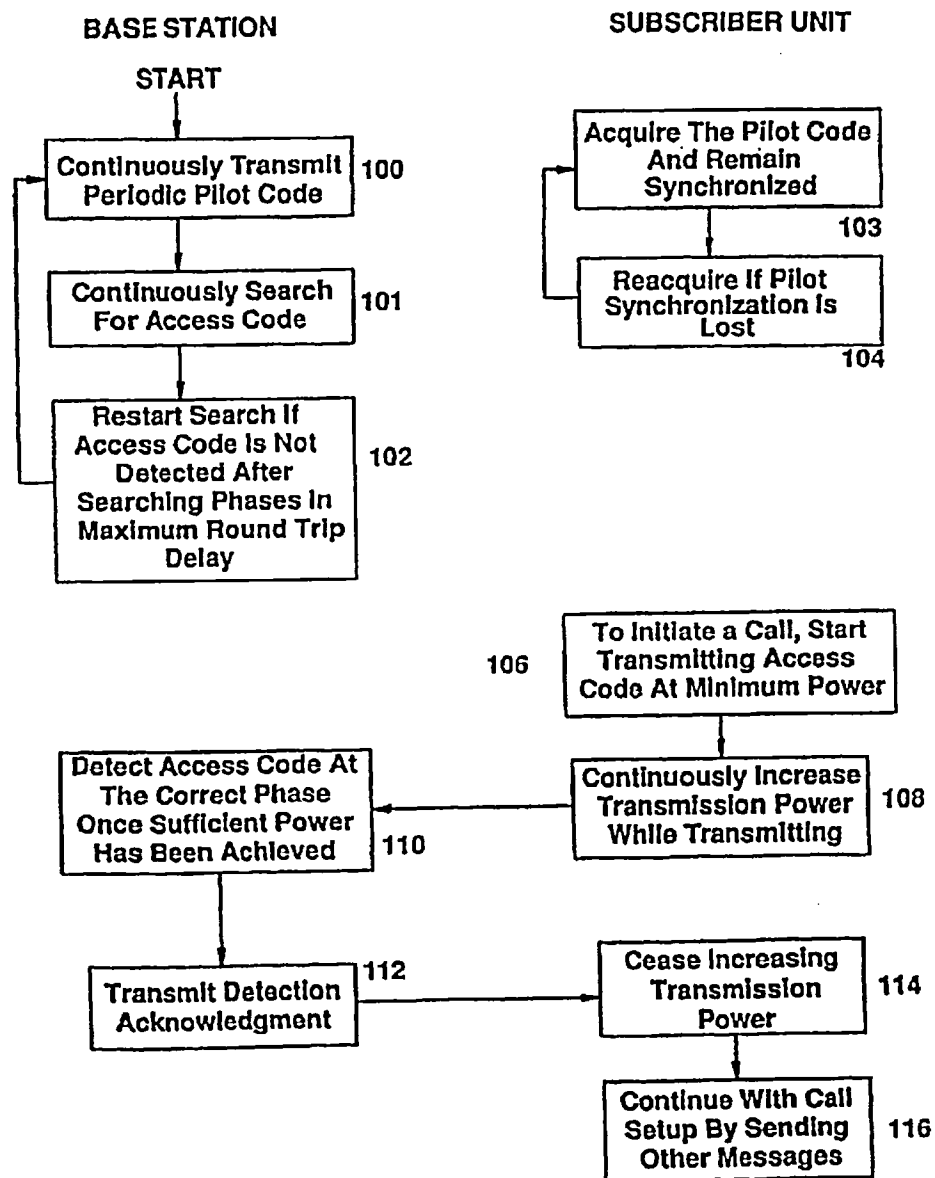 BASE STATION
SUBSCRIBER UNIT
START
Continuously Transmit
Periodic Pilot Code
100
Continuously Search
For Access Code
101
Restart Search If
Access Code Is Not
Detected After
Searching Phases In
Maximum Round Trip
Delay
102
Acquire The Pilot Code
And Remain
Synchronized
103
Reacquire If Pilot
Synchronization Is
Lost
104
106
To Initiate a Call, Start
Transmitting Access
Code At Minimum Power
Continuously Increase
Transmission Power
While Transmitting
108
Detect Access Code At
The Correct Phase
Once Sufficient Power
Has Been Achieved
110
112
Transmit Detection
Acknowledgment
Cease Increasing
Transmission
Power
114
Continue With Call
Setup By Sending
Other Messages
116